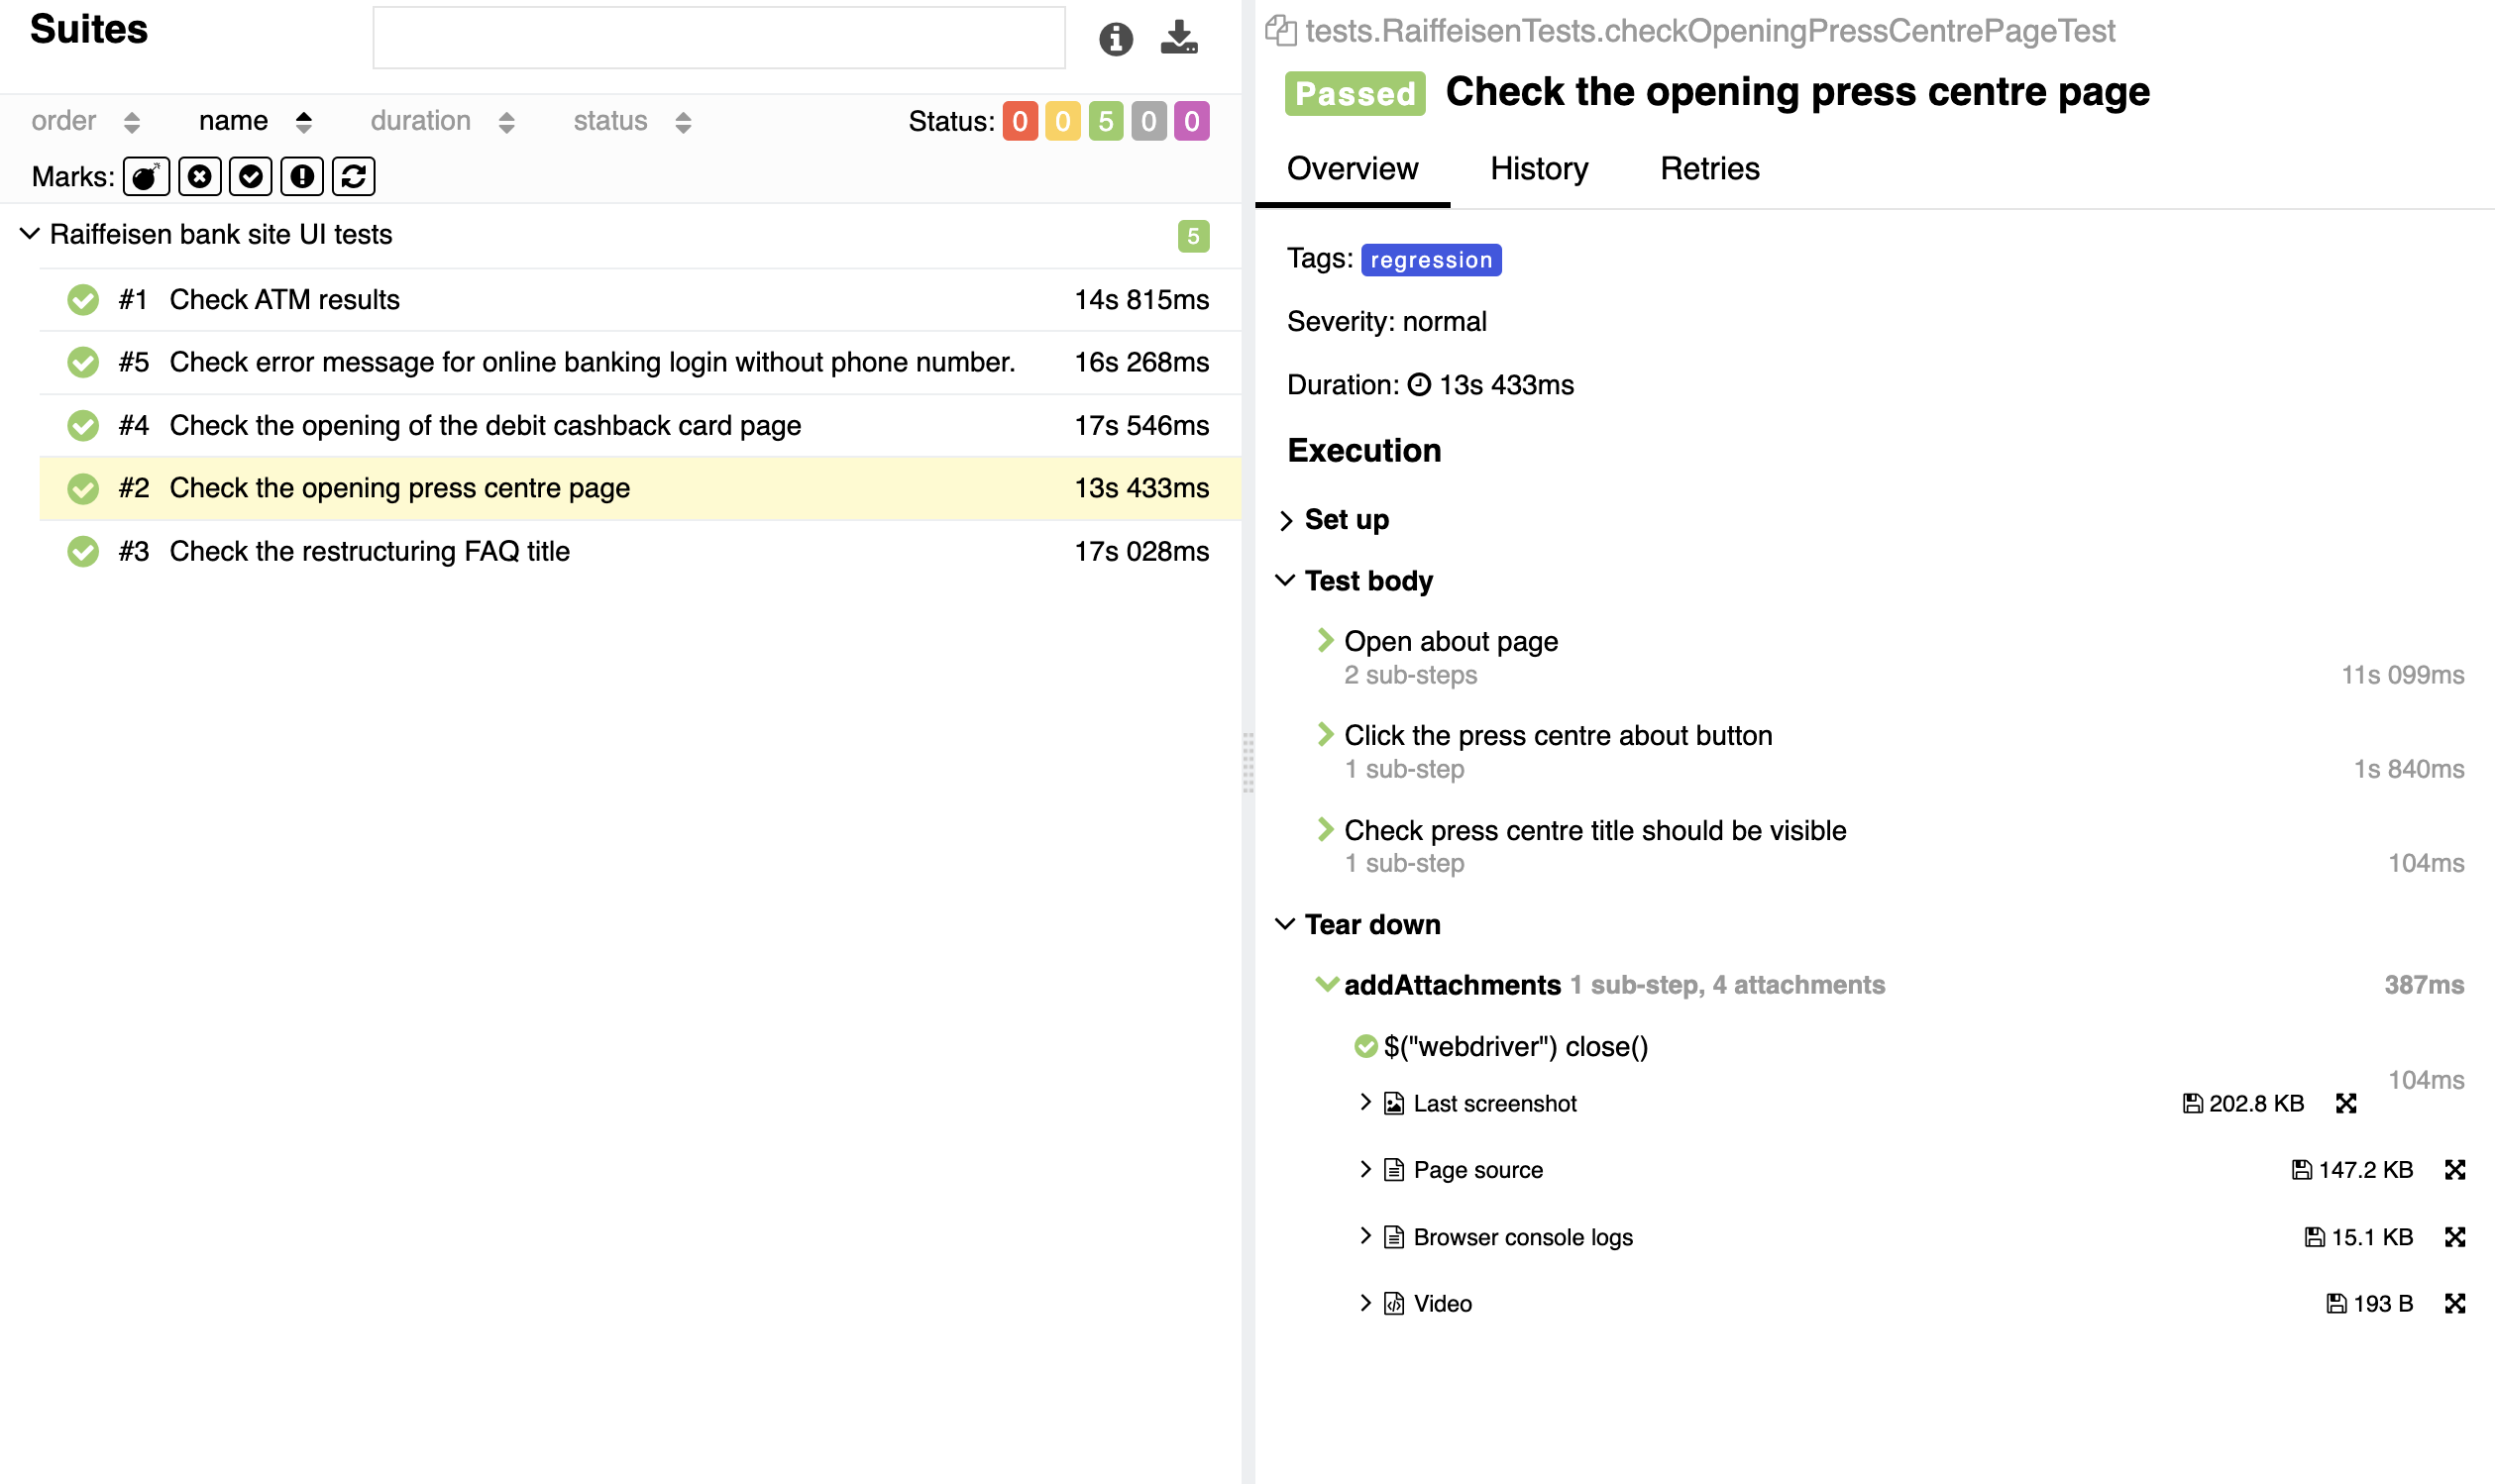 Suites
order name duration status Status: 0 0 5 0 0
Marks:
Raiffeisen bank site UI tests 5
#1 Check ATM results 14s 815ms
#5 Check error message for online banking login without phone number. 16s 268ms
#4 Check the opening of the debit cashback card page 17s 546ms
#2 Check the opening press centre page 13s 433ms
#3 Check the restructuring FAQ title 17s 028ms
tests.RaiffeisenTests.checkOpeningPressCentrePageTest
Passed Check the opening press centre page
Overview History Retries
Tags: regression
Severity: normal
Duration: 13s 433ms
Execution
Set up
Test body
Open about page
2 sub-steps 11s 099ms
Click the press centre about button
1 sub-step 1s 840ms
Check press centre title should be visible
1 sub-step 104ms
Tear down
addAttachments 1 sub-step, 4 attachments 387ms
$("webdriver") close()
104ms
Last screenshot 202.8 KB
Page source 147.2 KB
Browser console logs 15.1 KB
Video 193 B